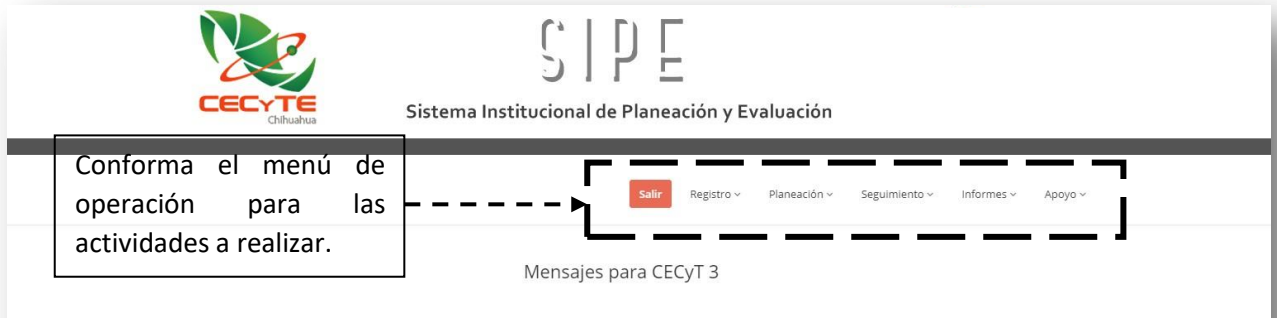 SIPE
CECyTE
Chihuahua
Sistema Institucional de Planeación y Evaluación
Conforma el menú de
operación para las
actividades a realizar.
Salir Registro Planeación Seguimiento Informes Apoyo
Mensajes para CECyT 3